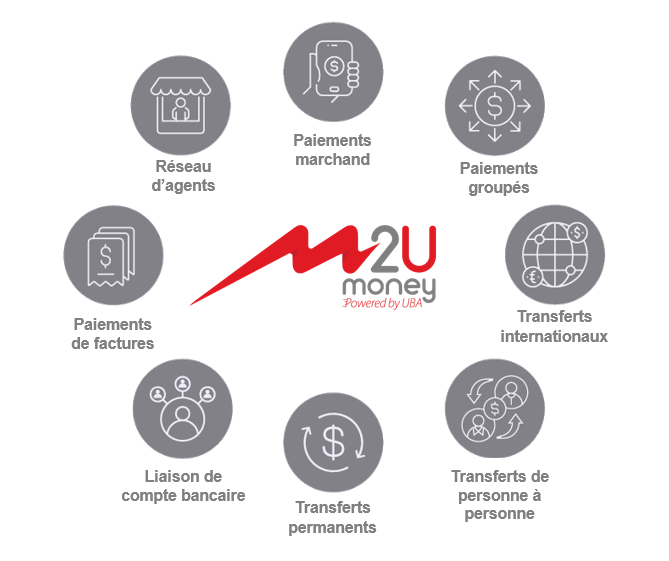 Paiements
marchand
Paiements
groupés
Réseau
d’agents
Transferts
internationaux
Paiements
de factures
M2U
money
Powered by UBA
Liaison de
compte bancaire
Transferts
permanents
Transferts de
personne à
personne